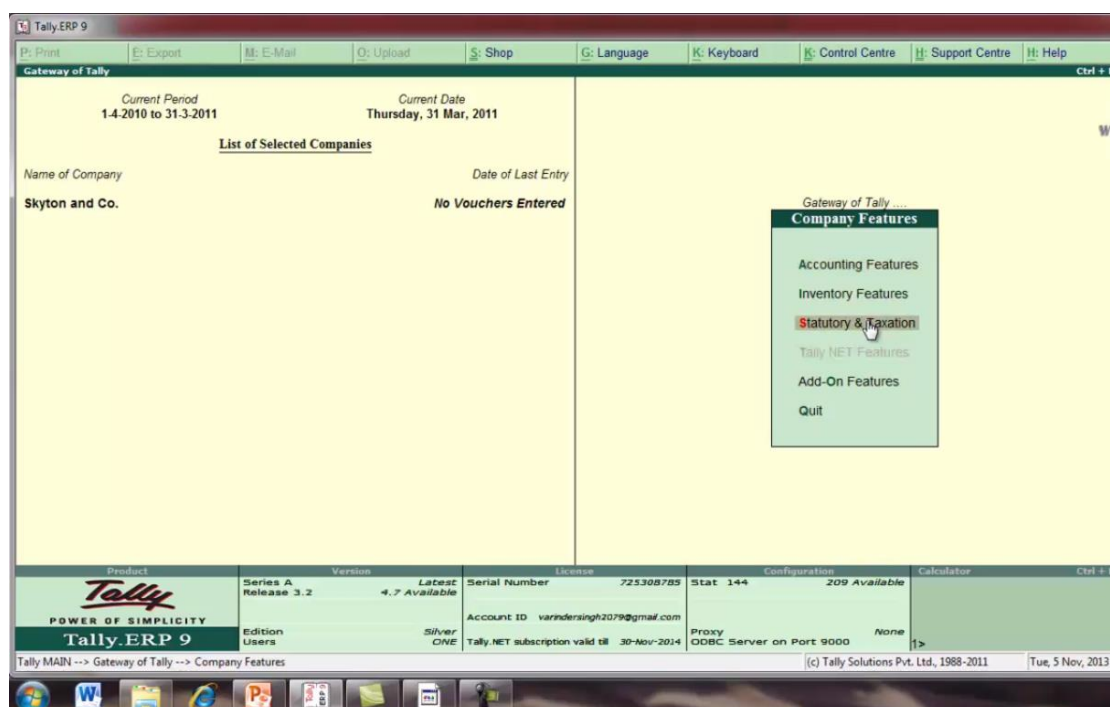 Tally.ERP 9
P: Print E: Export M: E-Mail O: Upload S: Shop G: Language K: Keyboard K: Control Centre H: Support Centre H: Help
Gateway of Tally Ctrl +
Current Period Current Date
1-4-2010 to 31-3-2011 Thursday, 31 Mar, 2011
List of Selected Companies
Name of Company Date of Last Entry
Skyton and Co. No Vouchers Entered
Gateway of Tally ....
Company Features
Accounting Features
Inventory Features
Statutory & Taxation
Tally NET Features
Add-On Features
Quit
Product Version License Configuration Calculator Ctrl +
Tally
POWER OF SIMPLICITY
Tally.ERP 9
Series A Latest
Release 3.2 4.7 Available
Edition Silver
Users ONE
Serial Number 725308785
Account ID varindersingh2079@gmail.com
Tally.NET subscription valid till 30-Nov-2014
Stat 144 209 Available
Proxy None
ODBC Server on Port 9000
1>
Tally MAIN --> Gateway of Tally --> Company Features (c) Tally Solutions Pvt. Ltd., 1988-2011 Tue, 5 Nov, 2013